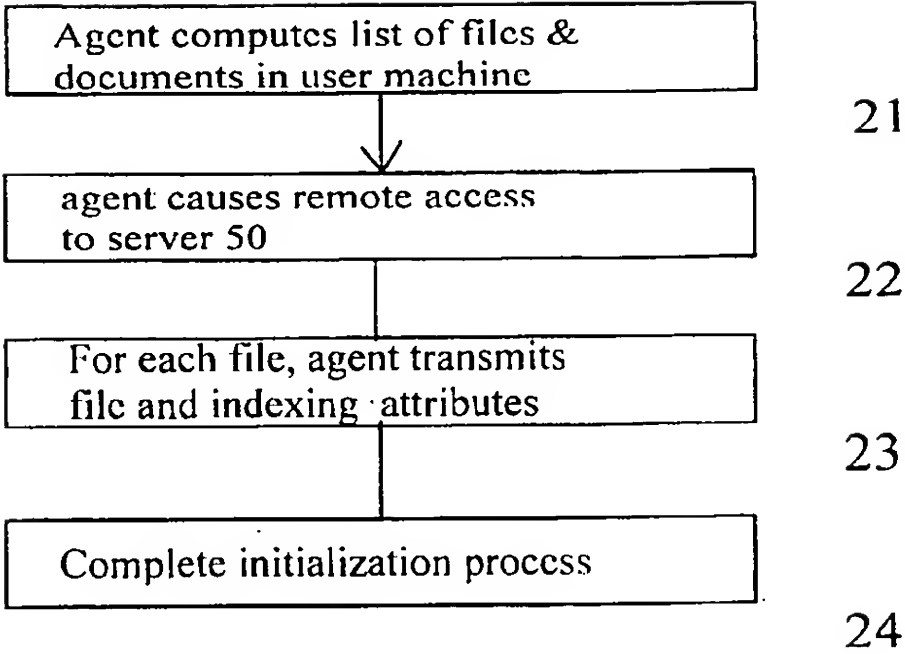 Agent computes list of files &
documents in user machine
21
agent causes remote access
to server 50
22
For each file, agent transmits
file and indexing attributes
23
Complete initialization process
24